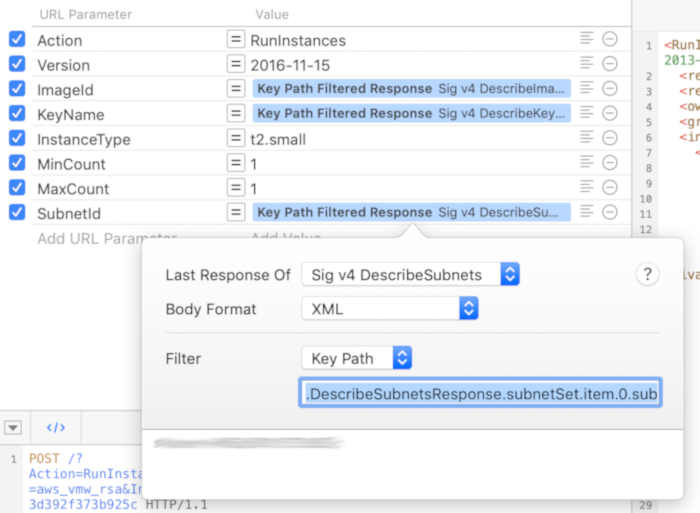 URL Parameter Value
Action = RunInstances
Version = 2016-11-15
ImageId = Key Path Filtered Response Sig v4 DescribeIma...
KeyName = Key Path Filtered Response Sig v4 DescribeKey...
InstanceType = t2.small
MinCount = 1
MaxCount = 1
SubnetId = Key Path Filtered Response Sig v4 DescribeSu...
Add URL Parameter Add Value
Last Response Of Sig v4 DescribeSubnets ?
Body Format XML
Filter Key Path
.DescribeSubnetsResponse.subnetSet.item.0.sub
</>
1 POST /?
Action=RunInsta
=aws_vmw_rsa&In
3d392f373b925c HTTP/1.1
1 <RunI
2013-
2 <re
3 <re
4 <ow
5 <gr
6 <in
7 <
8
9
10
11
12
iva
29